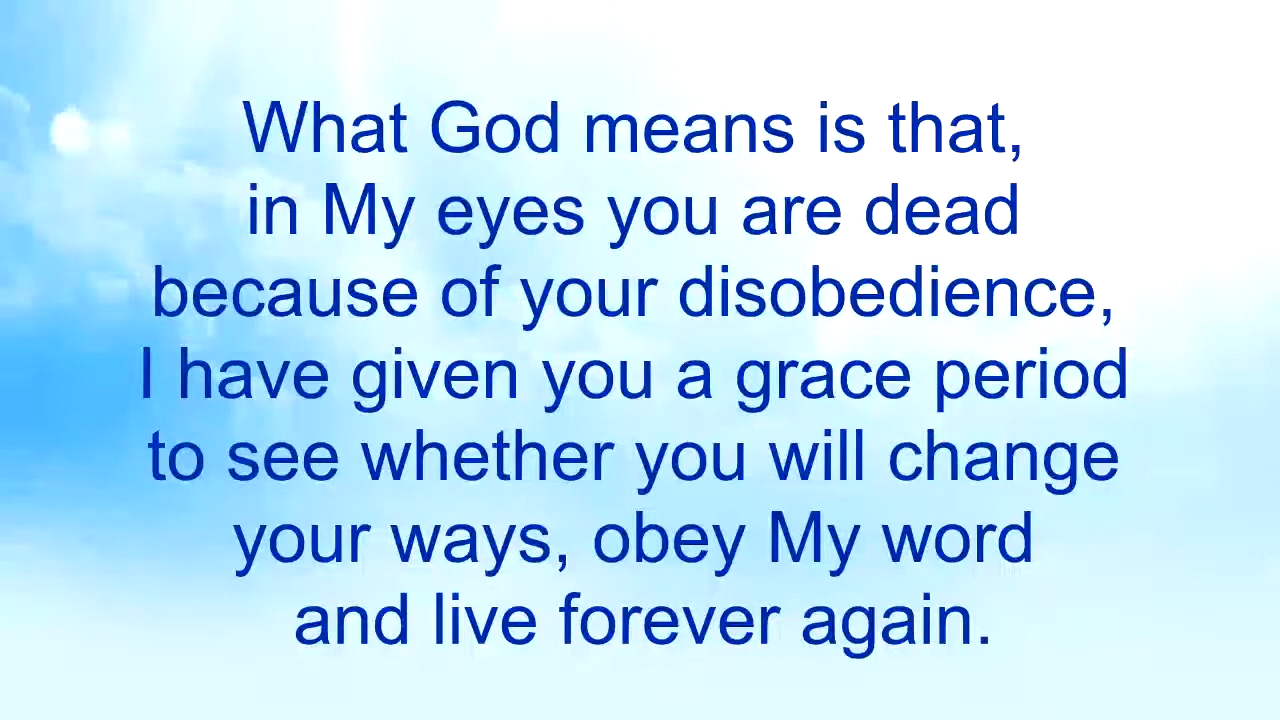 What God means is that,
in My eyes you are dead
because of your disobedience,
I have given you a grace period
to see whether you will change
your ways, obey My word
and live forever again.